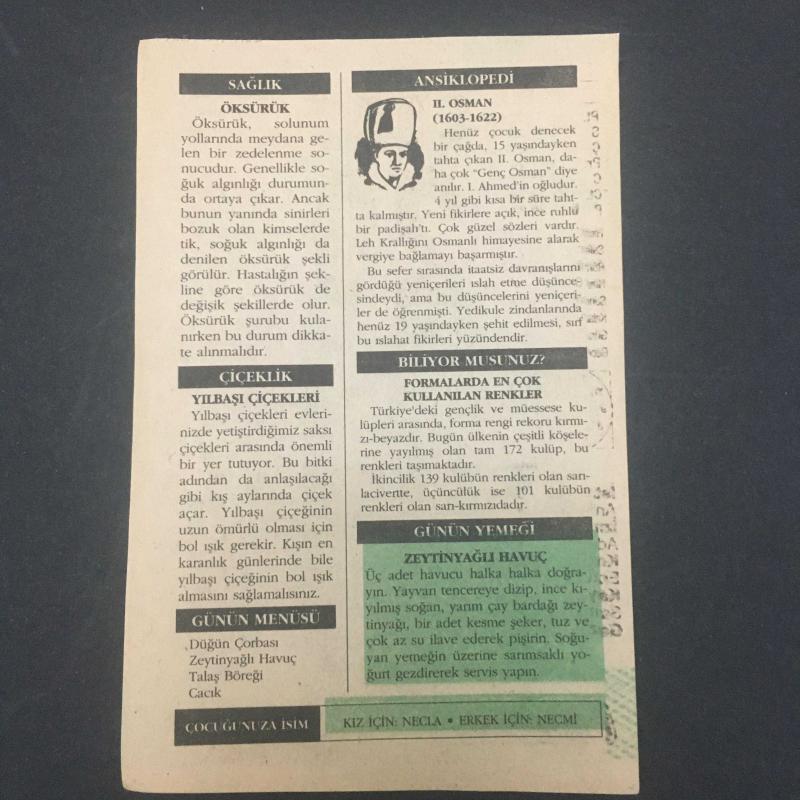 SAĞLIK
ÖKSÜRÜK
Öksürük, solunum
yollarında meydana ge-
len bir zedelenme so-
nucudur. Genellikle so-
ğuk algınlığı durumun-
da ortaya çıkar. Ancak
bunun yanında sinirleri
bozuk olan kimselerde
tik, soğuk algınlığı da
denilen öksürük şekli
görülür. Hastalığın şek-
line göre öksürük de
değişik şekillerde olur.
Öksürük şurubu kula-
nırken bu durum dikka-
te alınmalıdır.
ÇİÇEKLİK
YILBAŞI ÇİÇEKLERİ
Yılbaşı çiçekleri evleri-
nizde yetiştirdiğimiz saksı
çiçekleri arasında önemli
bir yer tutuyor. Bu bitki
adından da anlaşılacağı
gibi kış aylarında çiçek
açar. Yılbaşı çiçeğinin
uzun ömürlü olması için
bol ışık gerekir. Kışın en
karanlık günlerinde bile
yılbaşı çiçeğinin bol ışık
almasını sağlamalısınız.
GÜNÜN MENÜSÜ
Düğün Çorbası
Zeytinyağlı Havuç
Talaş Böreği
Cacık
ANSİKLOPEDİ
II. OSMAN
(1603-1622)
Henüz çocuk denecek
bir çağda, 15 yaşındayken
tahta çıkan II. Osman, da-
ha çok "Genç Osman" diye
anılır. I. Ahmed'in oğludur.
4 yıl gibi kısa bir süre taht-
ta kalmıştır. Yeni fikirlere açık, ince ruhlu
bir padişah'tı. Çok güzel sözleri vardır.
Leh Krallığını Osmanlı himayesine alarak
vergiye bağlamayı başarmıştır.
Bu sefer sırasında itaatsiz davranışlarını
gördüğü yeniçerileri ıslah etme düşünce-
sindeydi, ama bu düşüncelerini yeniçeri-
ler de öğrenmişti. Yedikule zindanlarında
henüz 19 yaşındayken şehit edilmesi, sırf
bu ıslahat fikirleri yüzündendir.
BİLİYOR MUSUNUZ?
FORMALARDA EN ÇOK
KULLANILAN RENKLER
Türkiye'deki gençlik ve müessese ku-
lüpleri arasında, forma rengi rekoru kırmı-
zı-beyazdır. Bugün ülkenin çeşitli köşele-
rine yayılmış olan tam 172 kulüp, bu
renkleri taşımaktadır.
İkincilik 139 kulübün renkleri olan sarı-
lacivertte, üçüncülük ise 101 kulübün
renkleri olan sarı-kırmızıdadır.
GÜNÜN YEMEĞİ
ZEYTİNYAĞLI HAVUÇ
Üç adet havucu halka halka doğra-
yın. Yayvan tencereye dizip, ince kı-
yılmış soğan, yarım çay bardağı zey-
tinyağı, bir adet kesme şeker, tuz ve
çok az su ilave ederek pişirin. Soğu-
yan yemeğin üzerine sarımsaklı yo-
ğurt gezdirerek servis yapın.
ÇOCUĞUNUZA İSİM
KIZ İÇİN: NECLA • ERKEK İÇİN: NECMİ